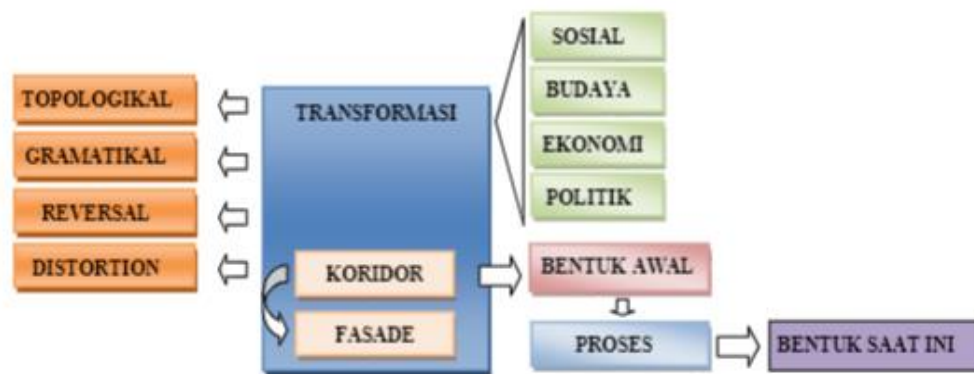 SOSIAL
BUDAYA
EKONOMI
POLITIK
TOPOLOGIKAL
GRAMATIKAL
REVERSAL
DISTORTION
TRANSFORMASI
KORIDOR
FASADE
BENTUK AWAL
PROSES
BENTUK SAAT INI